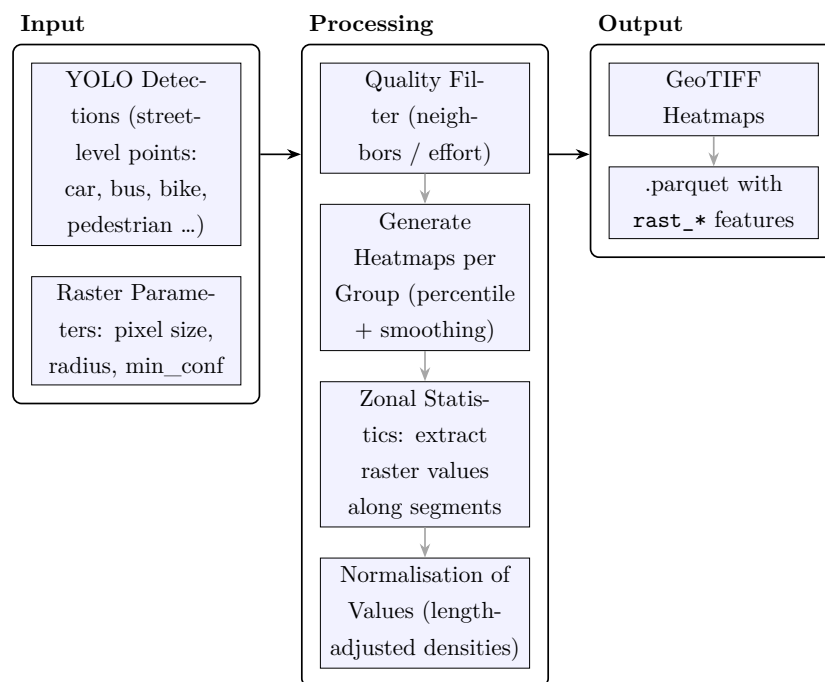 Input
YOLO Detec-
tions (street-
level points:
car, bus, bike,
pedestrian …)
Raster Parame-
ters: pixel size,
radius, min_conf
Processing
Quality Fil-
ter (neigh-
bors / effort)
Generate
Heatmaps per
Group (percentile
+ smoothing)
Zonal Statis-
tics: extract
raster values
along segments
Normalisation of
Values (length-
adjusted densities)
Output
GeoTIFF
Heatmaps
.parquet with
rast_* features